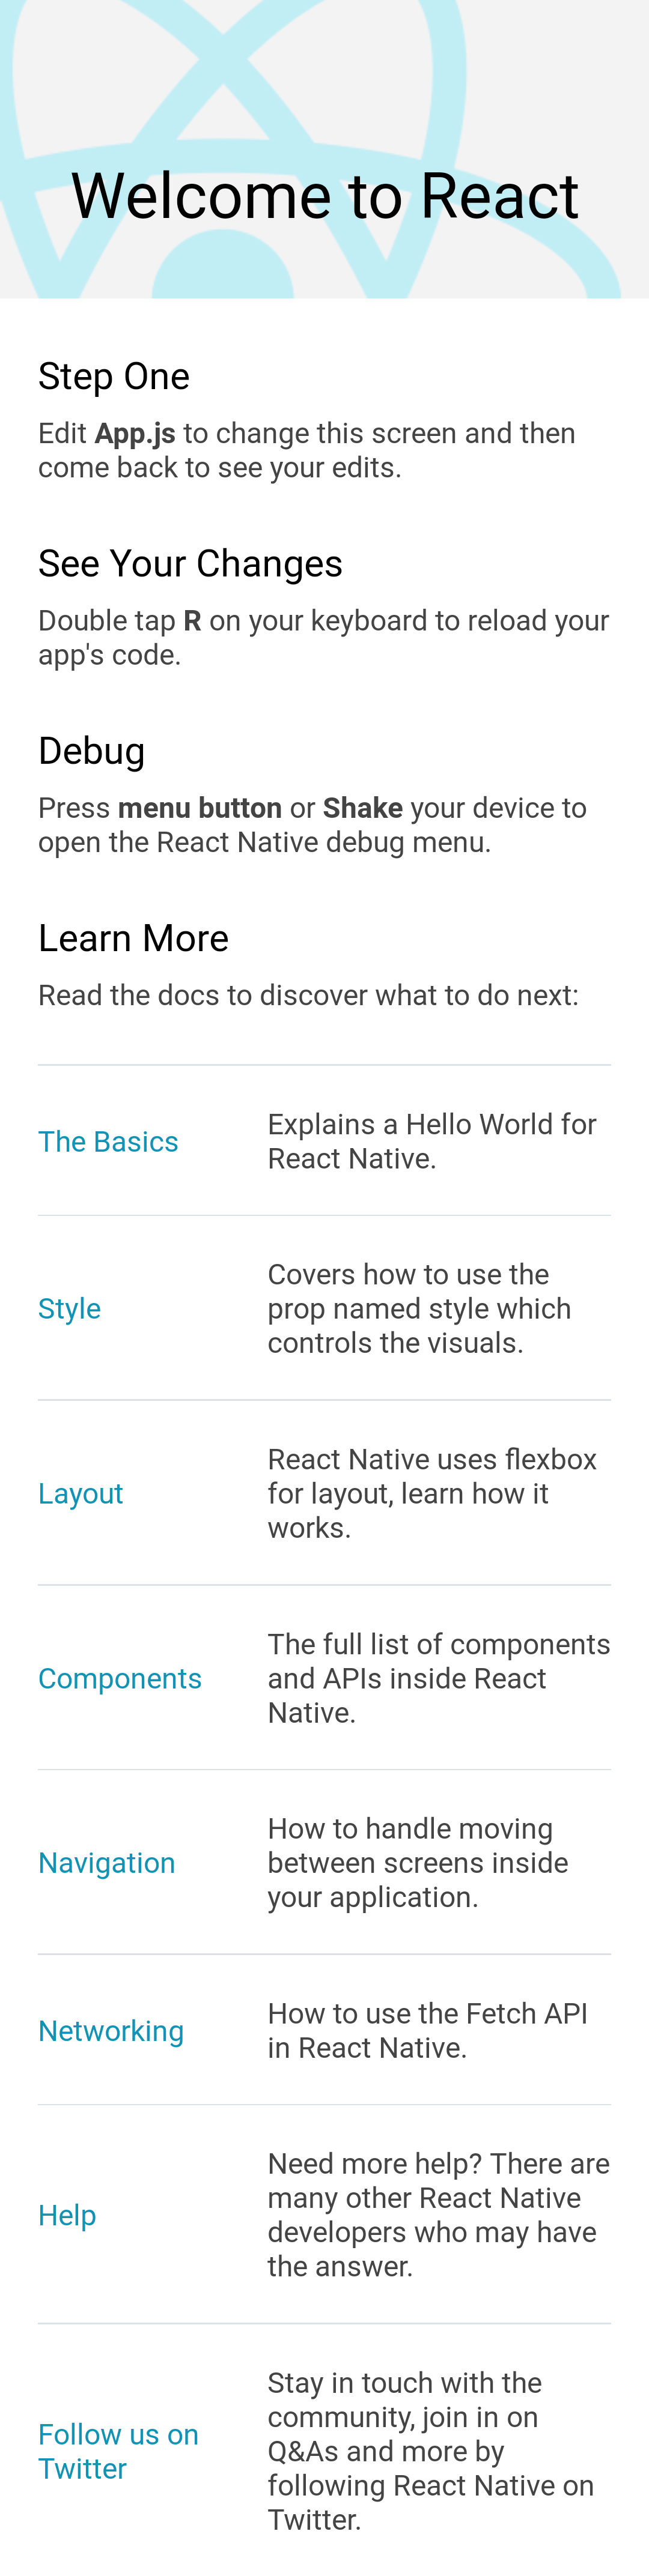 Welcome to React
Step One
Edit App.js to change this screen and then
come back to see your edits.
See Your Changes
Double tap R on your keyboard to reload your
app's code.
Debug
Press menu button or Shake your device to
open the React Native debug menu.
Learn More
Read the docs to discover what to do next:
The Basics
Explains a Hello World for
React Native.
Style
Covers how to use the
prop named style which
controls the visuals.
Layout
React Native uses flexbox
for layout, learn how it
works.
Components
The full list of components
and APIs inside React
Native.
Navigation
How to handle moving
between screens inside
your application.
Networking
How to use the Fetch API
in React Native.
Help
Need more help? There are
many other React Native
developers who may have
the answer.
Follow us on
Twitter
Stay in touch with the
community, join in on
Q&As and more by
following React Native on
Twitter.